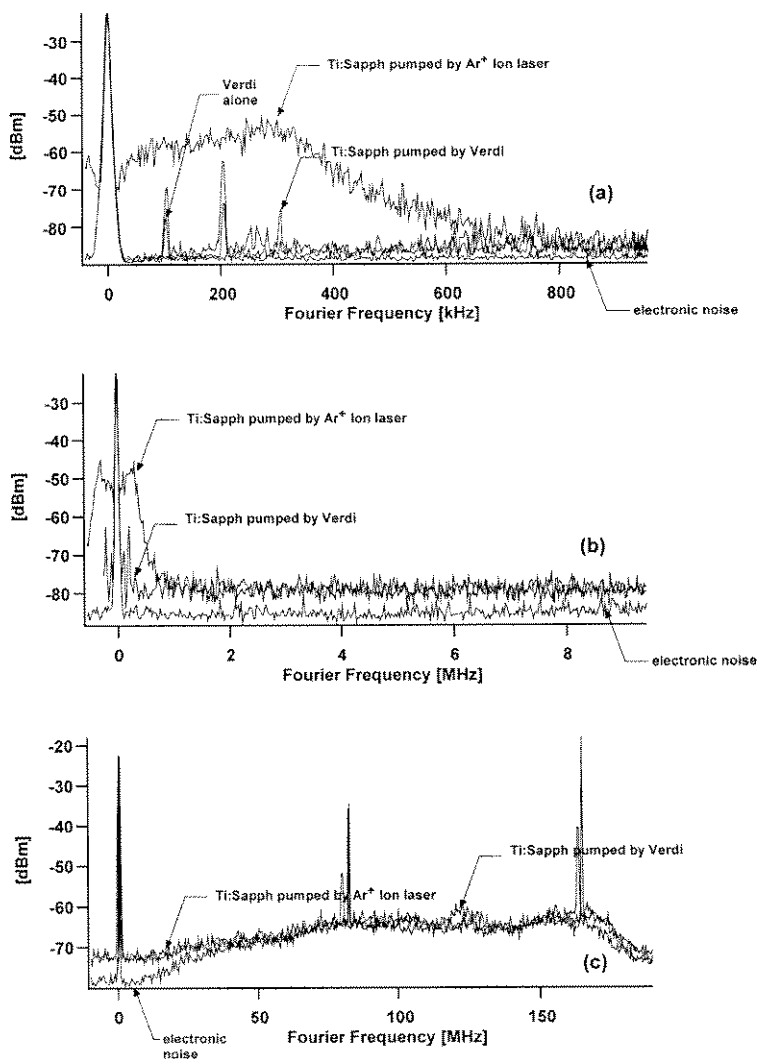 -30
-40
-50
-60
-70
-80
[dBm]
Verdi
alone
Ti:Sapph pumped by Ar+ Ion laser
Ti:Sapph pumped by Verdi
(a)
0
200
400
600
800
Fourier Frequency [kHz]
electronic noise
-30
-40
-50
-60
-70
-80
[dBm]
Ti:Sapph pumped by Ar+ Ion laser
Ti:Sapph pumped by Verdi
(b)
0
2
4
6
8
Fourier Frequency [MHz]
electronic noise
-20
-30
-40
-50
-60
-70
[dBm]
Ti:Sapph pumped by Ar+ Ion laser
Ti:Sapph pumped by Verdi
(c)
0
50
100
150
Fourier Frequency [MHz]
electronic
noise